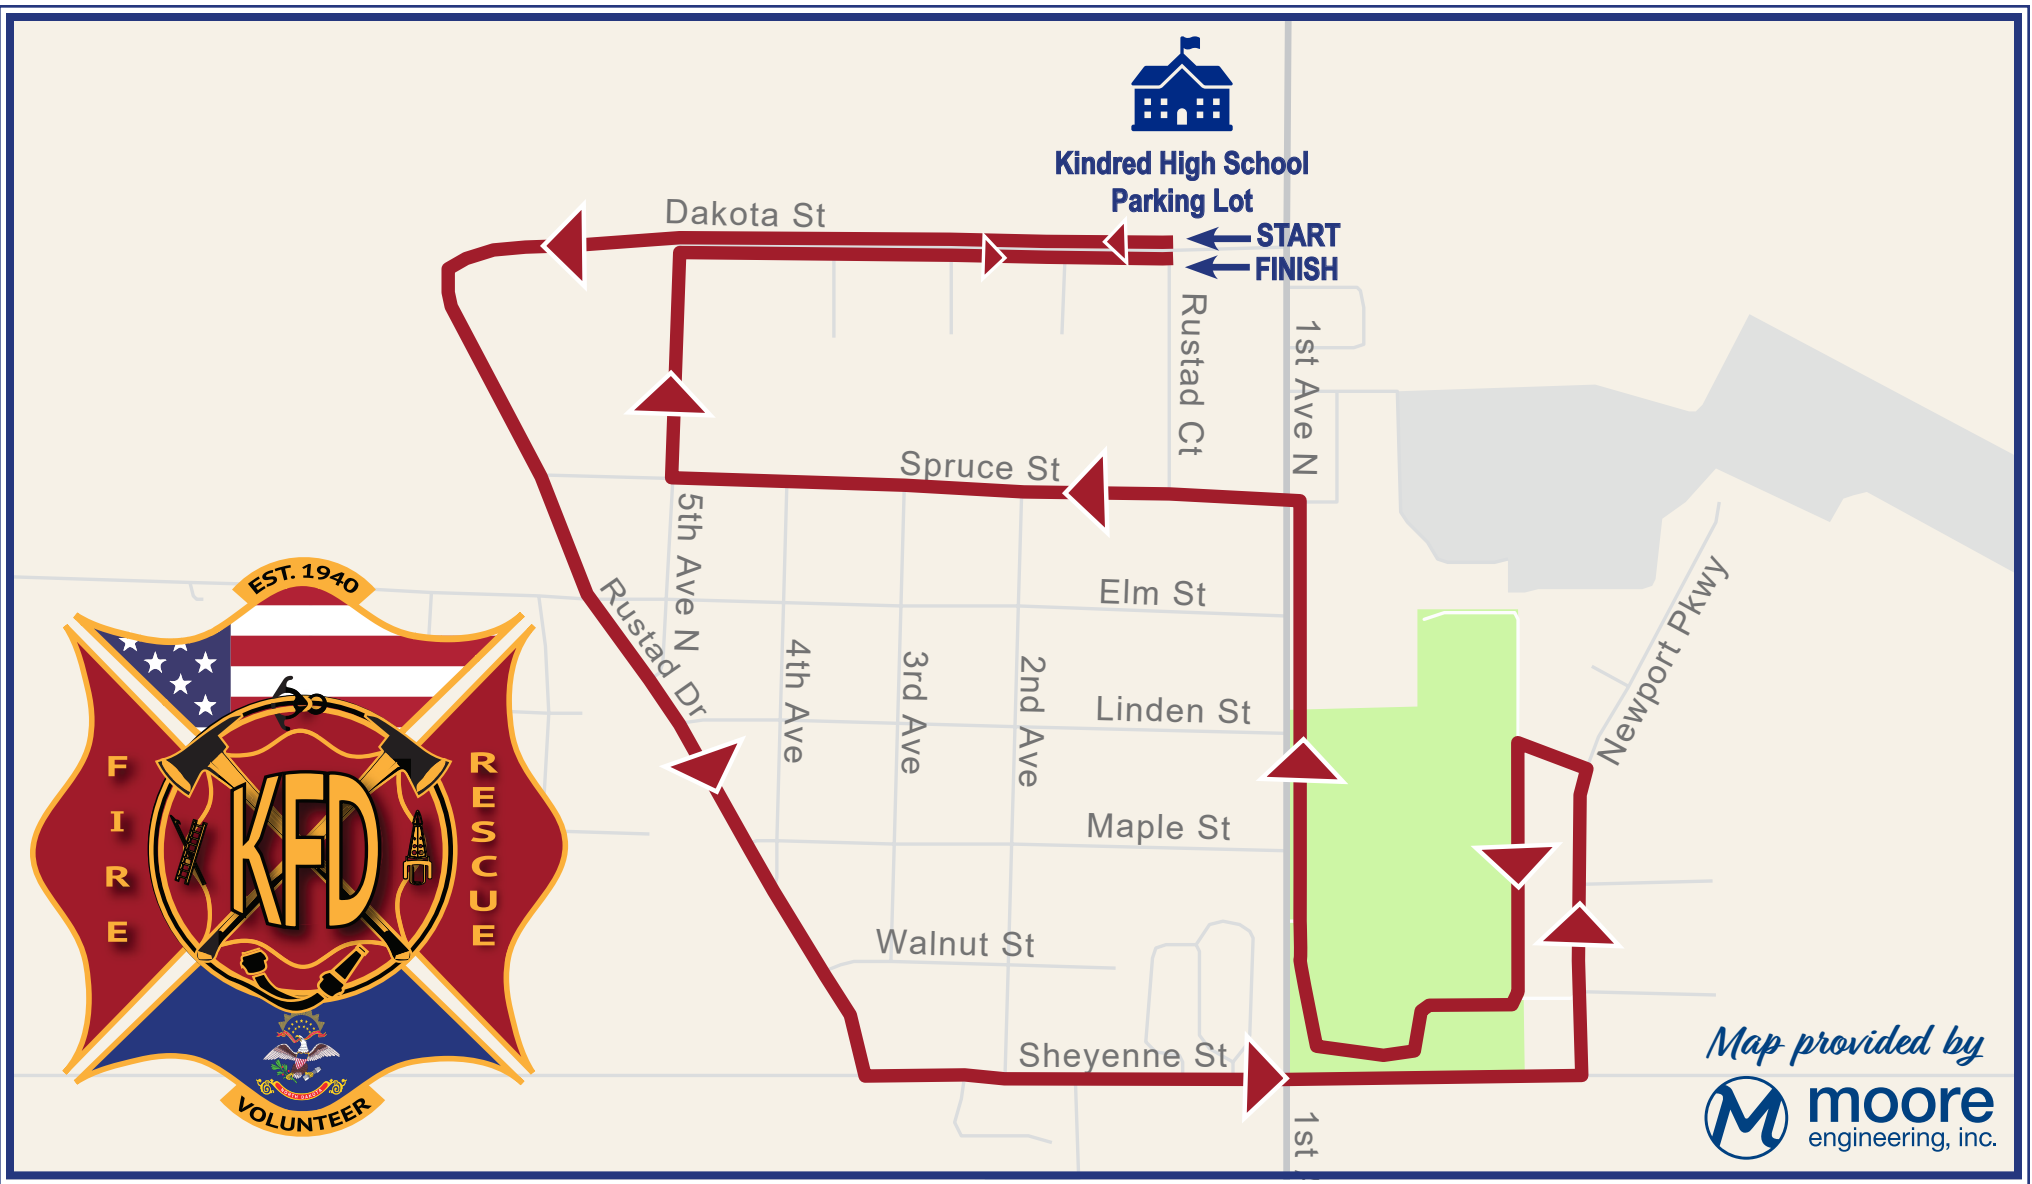 Kindred High School
Parking Lot
START
FINISH
Dakota St
Rustad Ct
1st Ave N
Spruce St
5th Ave N
Rustad Dr
Elm St
4th Ave
3rd Ave
2nd Ave
Linden St
Newport Pkwy
Maple St
Walnut St
Sheyenne St
1st
EST. 1940
FIRE
RESCUE
KFD
NORTH DAKOTA
VOLUNTEER
Map provided by
moore
engineering, inc.